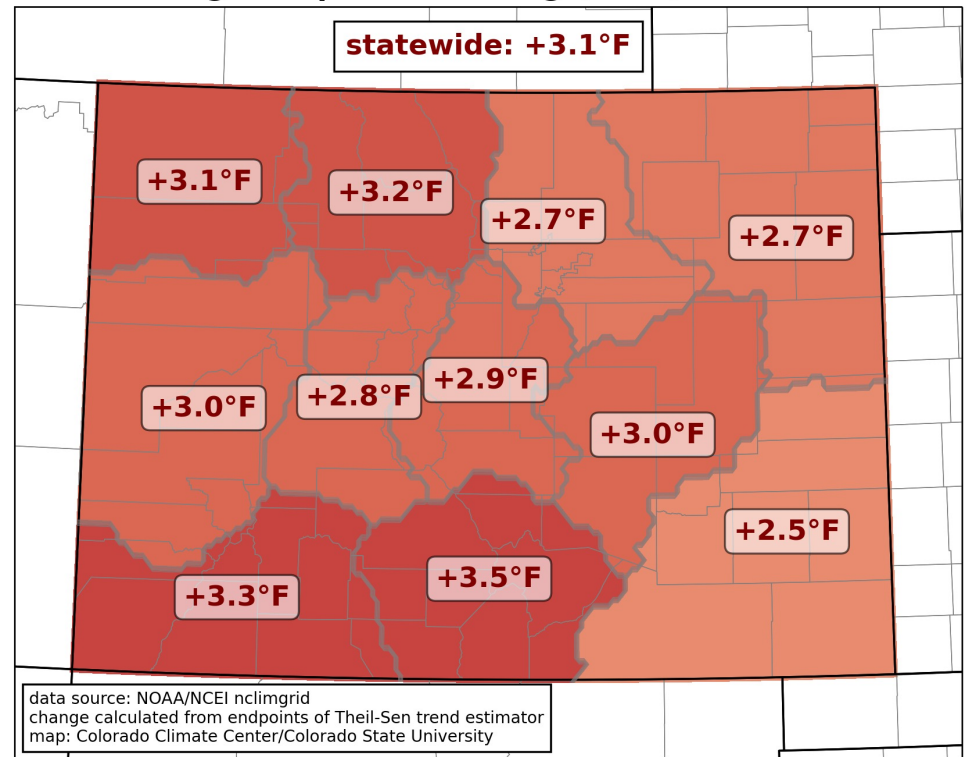 statewide: +3.1°F
+3.1°F
+3.2°F
+2.7°F
+2.7°F
+3.0°F
+2.8°F
+2.9°F
+3.0°F
+2.5°F
+3.3°F
+3.5°F
data source: NOAA/NCEI nclimgrid
change calculated from endpoints of Theil-Sen trend estimator
map: Colorado Climate Center/Colorado State University